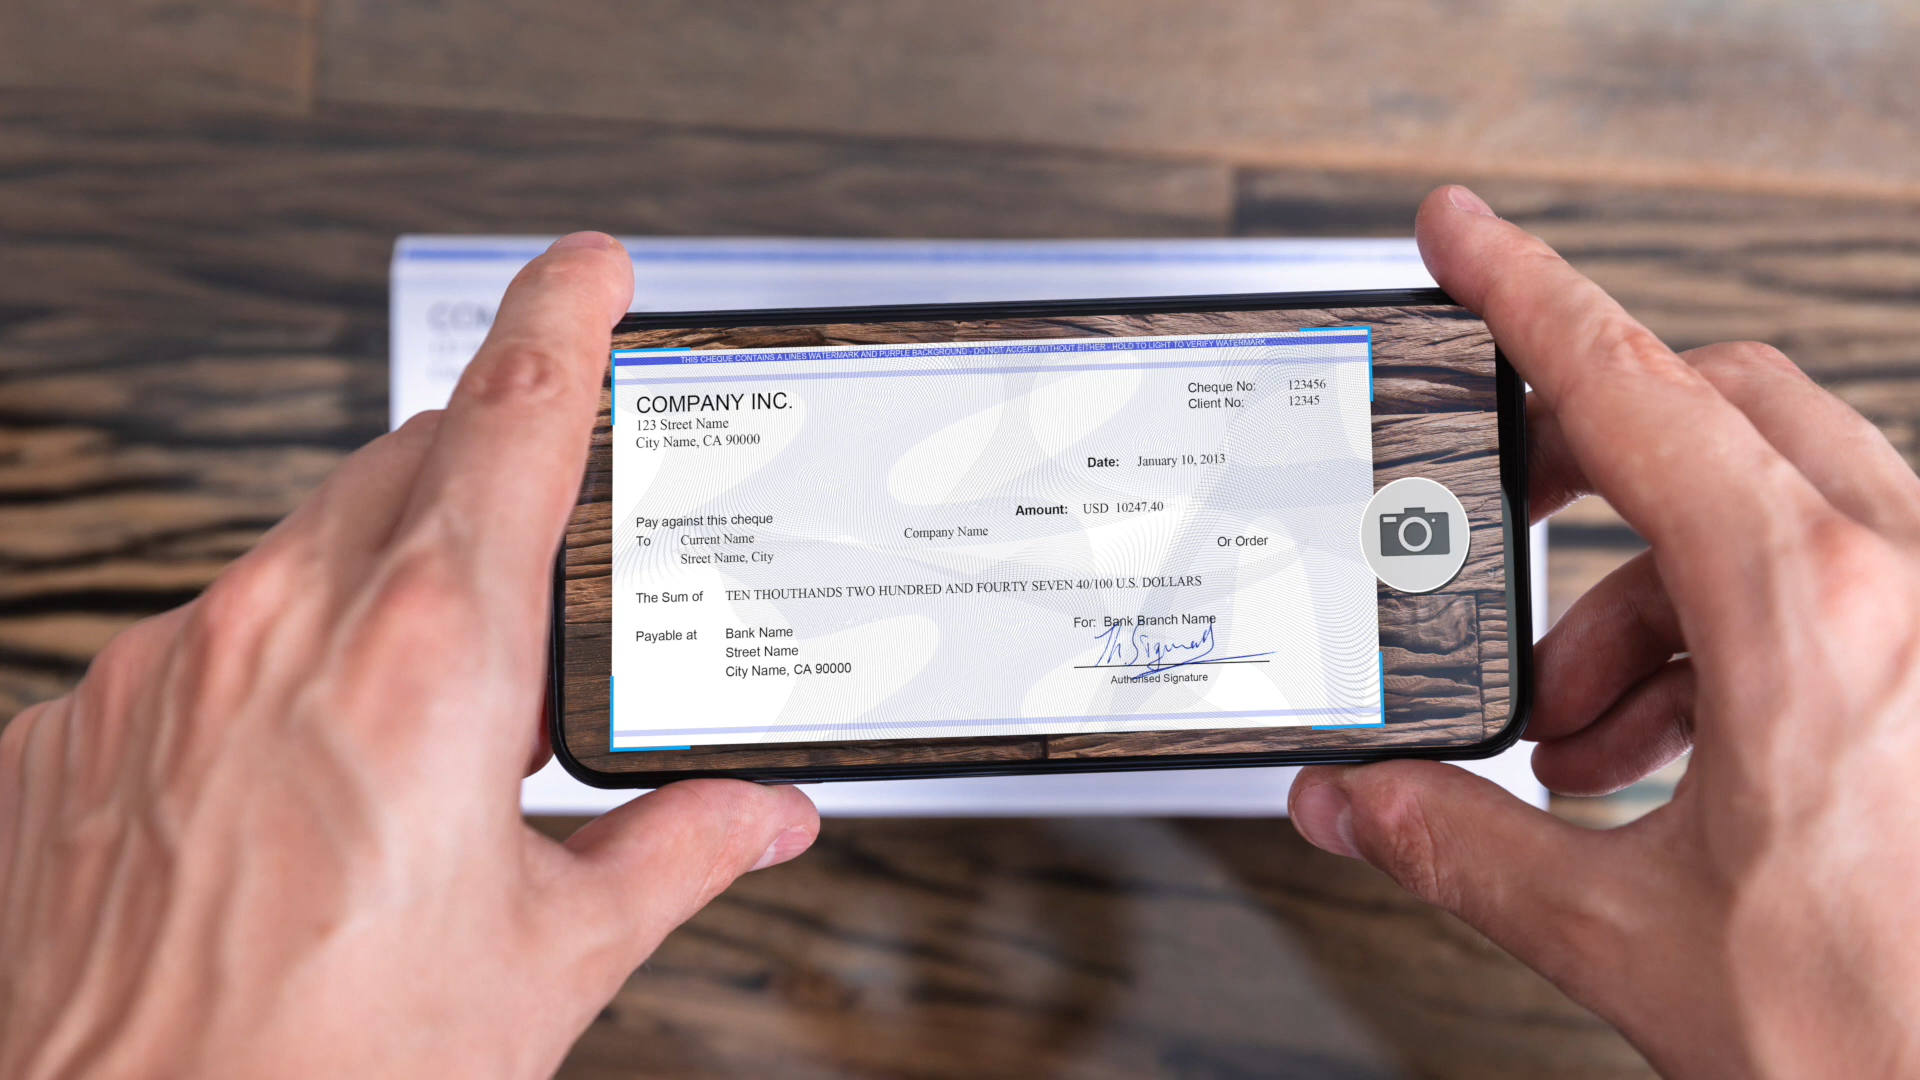 THIS CHEQUE CONTAINS A LINES WATERMARK AND PURPLE BACKGROUND - DO NOT ACCEPT WITHOUT EITHER - HOLD TO LIGHT TO VERIFY WATERMARK
COMPANY INC.
123 Street Name
City Name, CA 90000
Cheque No: 123456
Client No: 12345
Date: January 10, 2013
Amount: USD 10247.40
Pay against this cheque
To Current Name
Street Name, City
Company Name
Or Order
The Sum of TEN THOUTHANDS TWO HUNDRED AND FOURTY SEVEN 40/100 U.S. DOLLARS
Payable at Bank Name
Street Name
City Name, CA 90000
For: Bank Branch Name
Authorised Signature